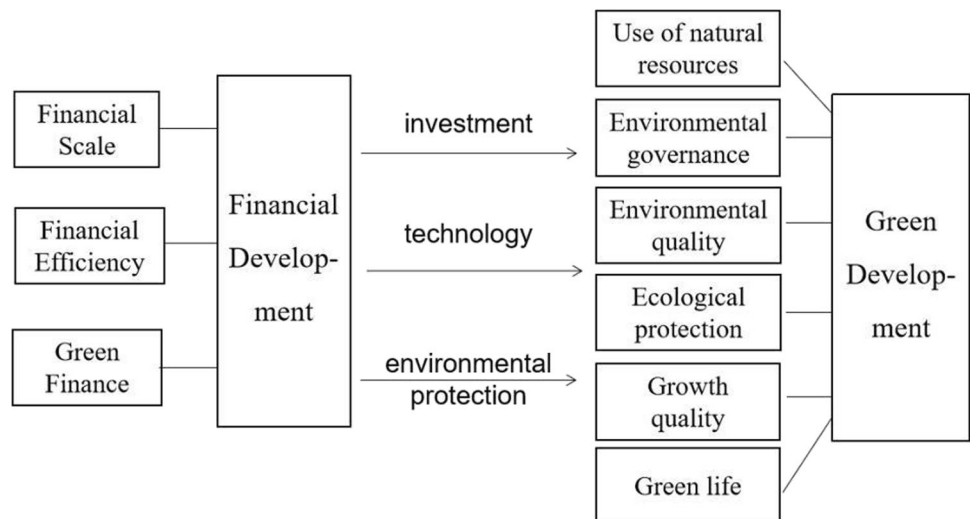 Financial
Scale
Financial
Efficiency
Green
Finance
Financial
Develop-
ment
investment
technology
environmental
protection
Use of natural
resources
Environmental
governance
Environmental
quality
Ecological
protection
Growth
quality
Green life
Green
Develop-
ment